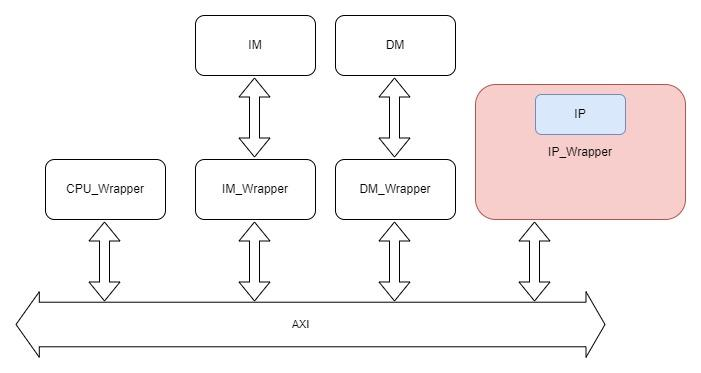 IM
DM
IP
IP_Wrapper
CPU_Wrapper
IM_Wrapper
DM_Wrapper
AXI